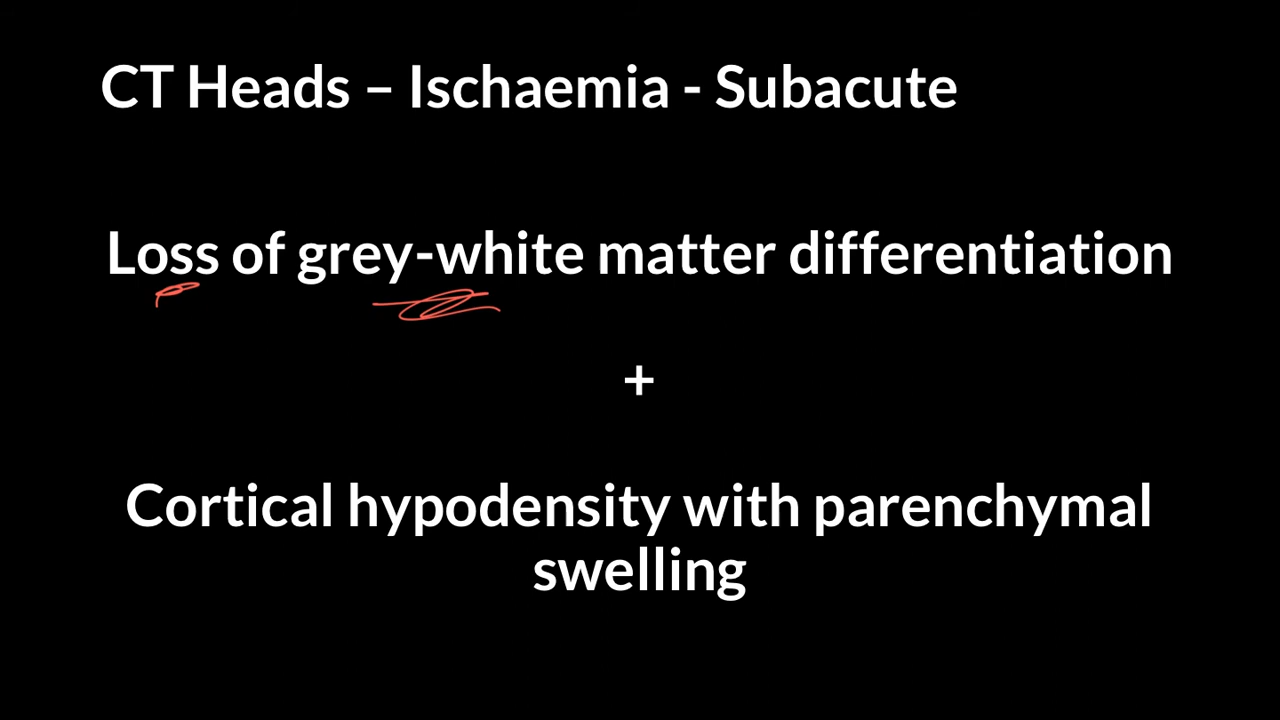 CT Heads – Ischaemia - Subacute
Loss of grey-white matter differentiation
+
Cortical hypodensity with parenchymal
swelling